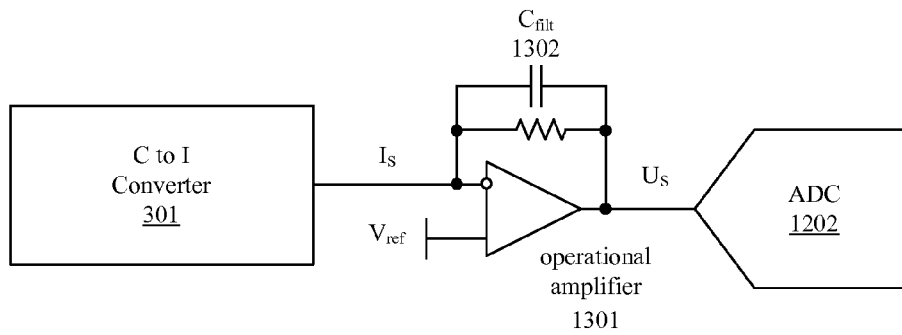 C_filt
1302
C to I
Converter
301
I_S
V_ref
operational
amplifier
1301
U_S
ADC
1202